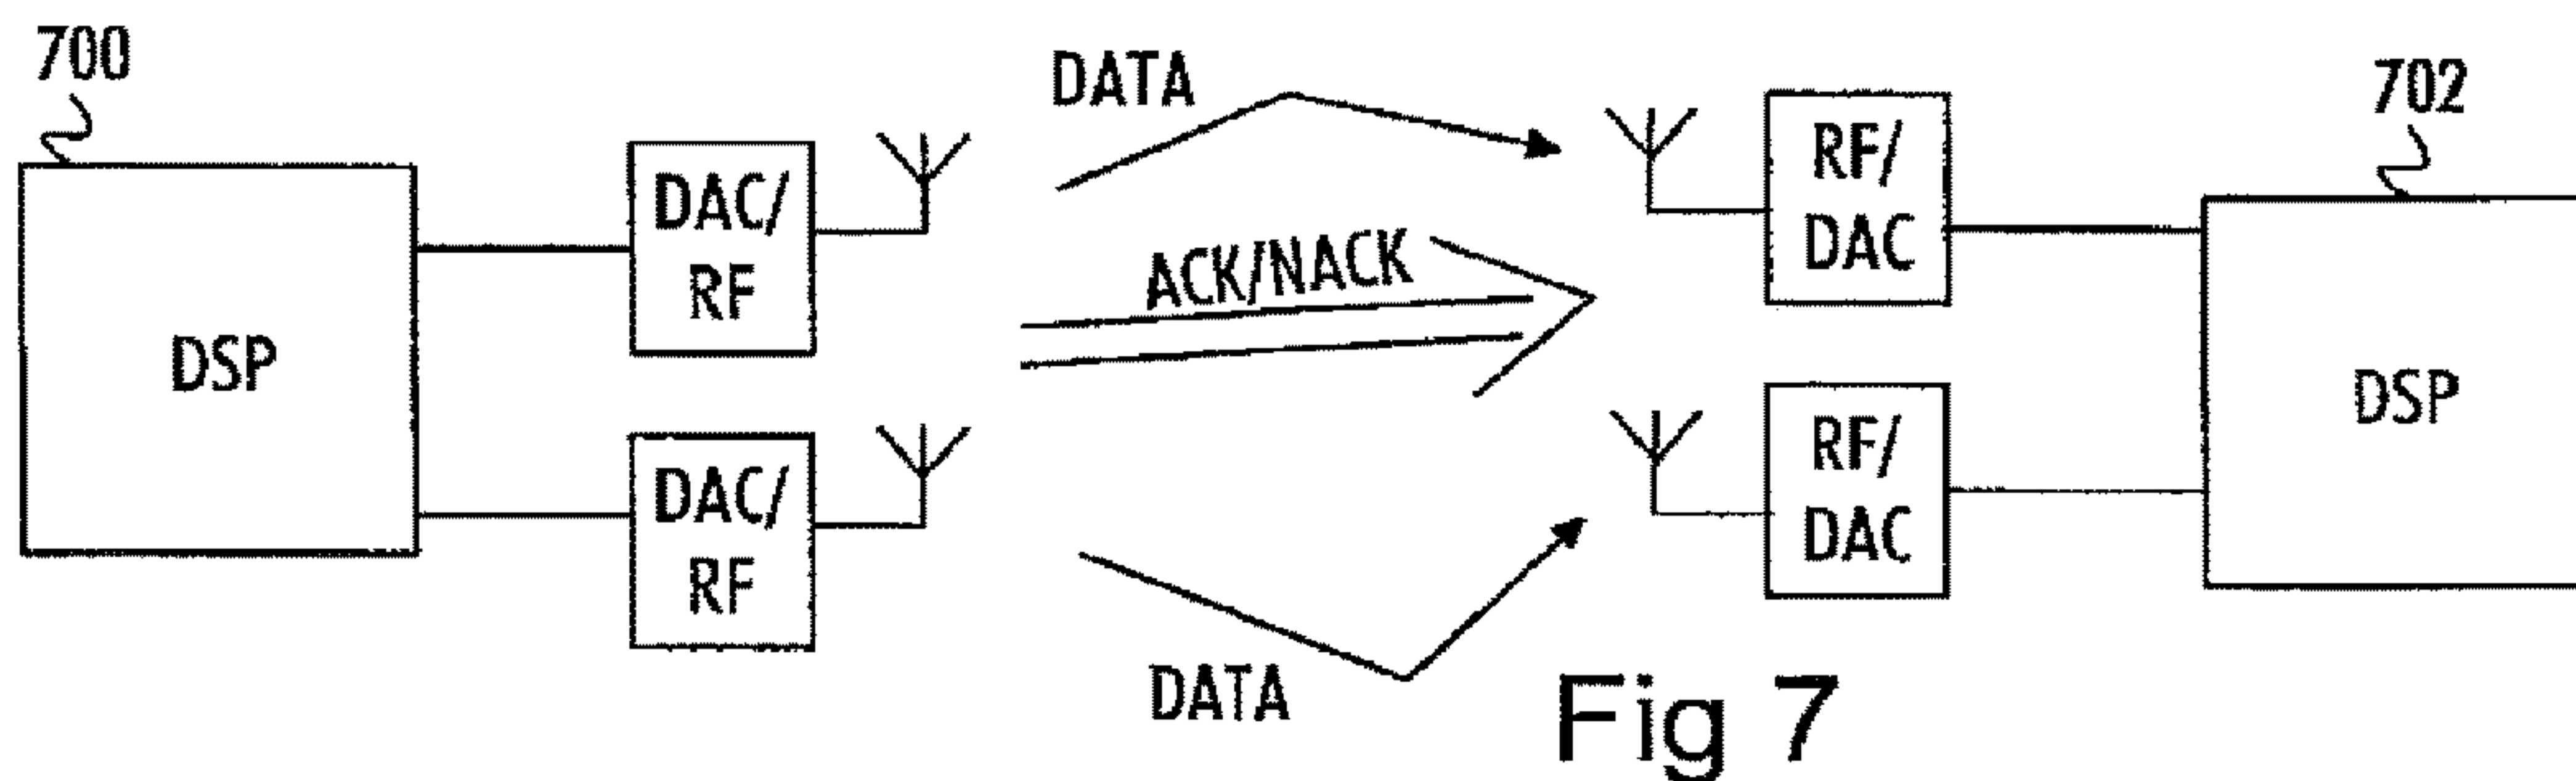 700
DATA
702
DAC/
RF
RF/
DAC
ACK/NACK
DSP
DSP
DAC/
RF
RF/
DAC
DATA
Fig 7